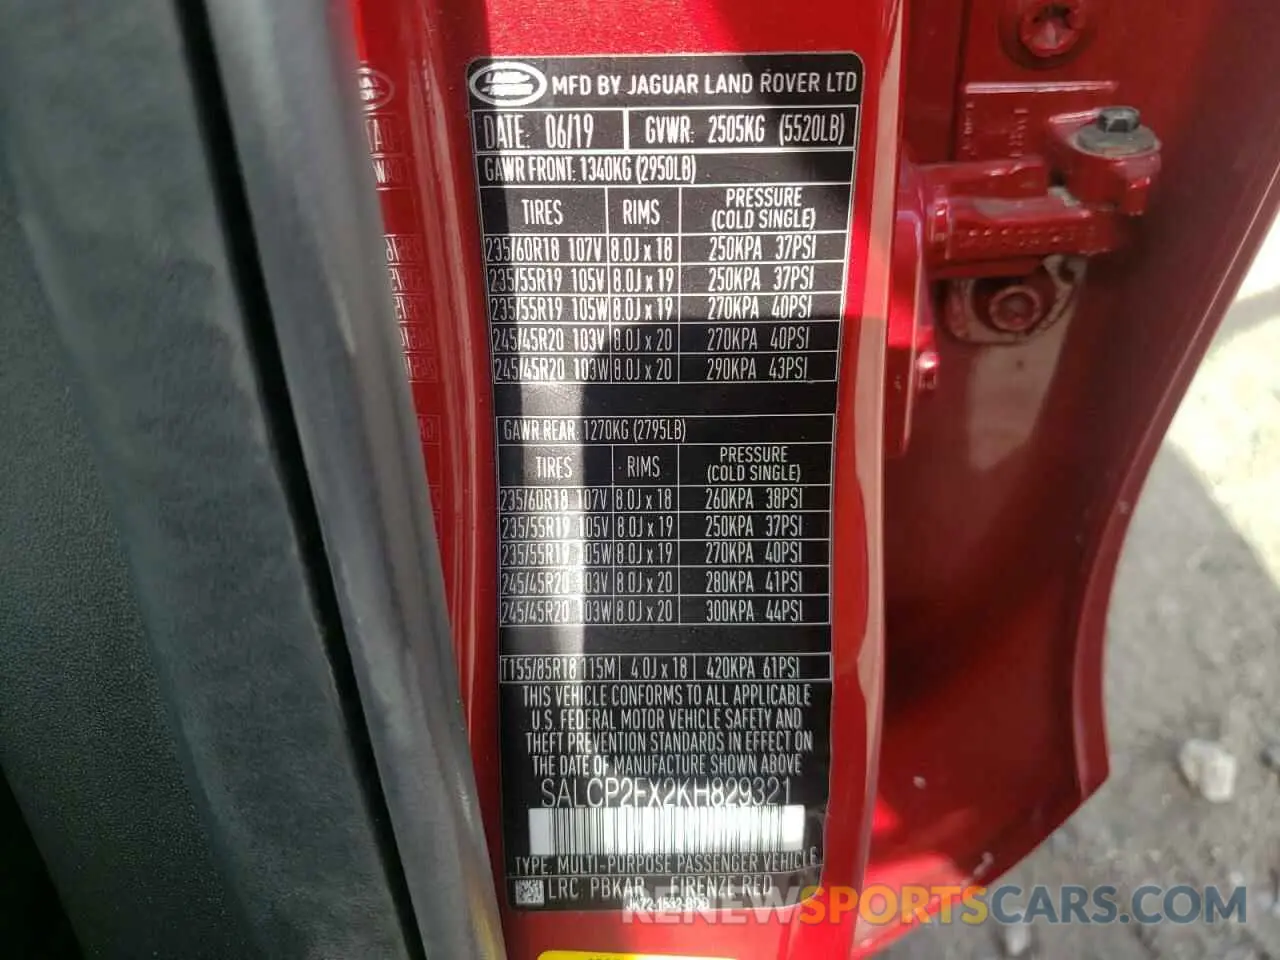 LAND ROVER MFD BY JAGUAR LAND ROVER LTD
DATE: 06/19 GVWR: 2505KG (5520LB)
GAWR FRONT: 1340KG (2950LB)
TIRES RIMS PRESSURE (COLD SINGLE)
235/60R18 107V 8.0J x 18 250KPA 37PSI
235/55R19 105V 8.0J x 19 250KPA 37PSI
235/55R19 105W 8.0J x 19 270KPA 40PSI
245/45R20 103V 8.0J x 20 270KPA 40PSI
245/45R20 103W 8.0J x 20 290KPA 43PSI
GAWR REAR: 1270KG (2795LB)
TIRES RIMS PRESSURE (COLD SINGLE)
235/60R18 107V 8.0J x 18 260KPA 38PSI
235/55R19 105V 8.0J x 19 250KPA 37PSI
235/55R19 105W 8.0J x 19 270KPA 40PSI
245/45R20 103V 8.0J x 20 280KPA 41PSI
245/45R20 103W 8.0J x 20 300KPA 44PSI
T155/85R18 115M 4.0J x 18 420KPA 61PSI
THIS VEHICLE CONFORMS TO ALL APPLICABLE
U.S. FEDERAL MOTOR VEHICLE SAFETY AND
THEFT PREVENTION STANDARDS IN EFFECT ON
THE DATE OF MANUFACTURE SHOWN ABOVE
SALCP2FX2KH829321
TYPE: MULTI-PURPOSE PASSENGER VEHICLE
LRC PBKAR FIRENZE RED
RENEWSPORTSCARS.COM